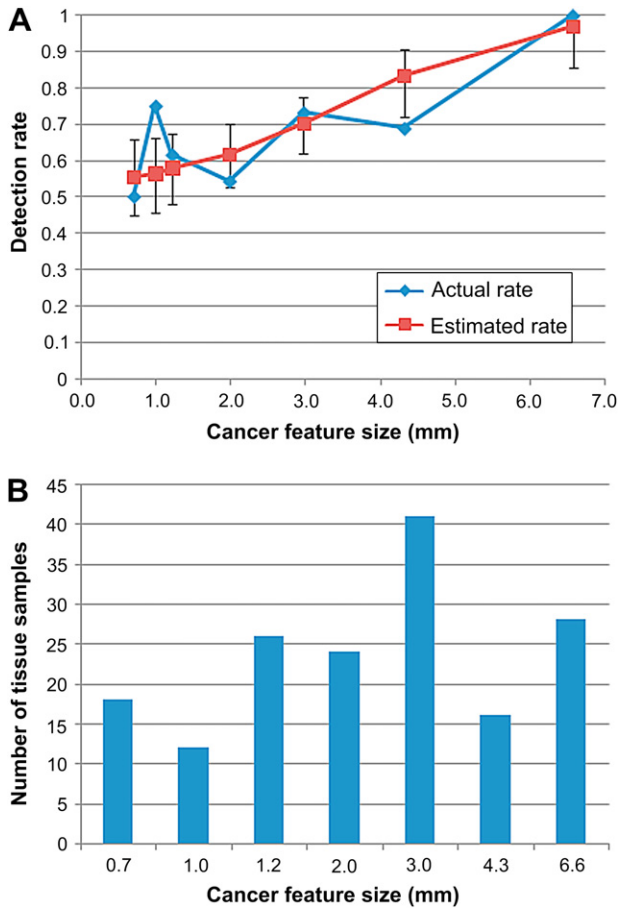 A
Detection rate
1
0.9
0.8
0.7
0.6
0.5
0.4
0.3
0.2
0.1
0
Actual rate
Estimated rate
0.0 1.0 2.0 3.0 4.0 5.0 6.0 7.0
Cancer feature size (mm)
B
Number of tissue samples
45
40
35
30
25
20
15
10
5
0
0.7 1.0 1.2 2.0 3.0 4.3 6.6
Cancer feature size (mm)